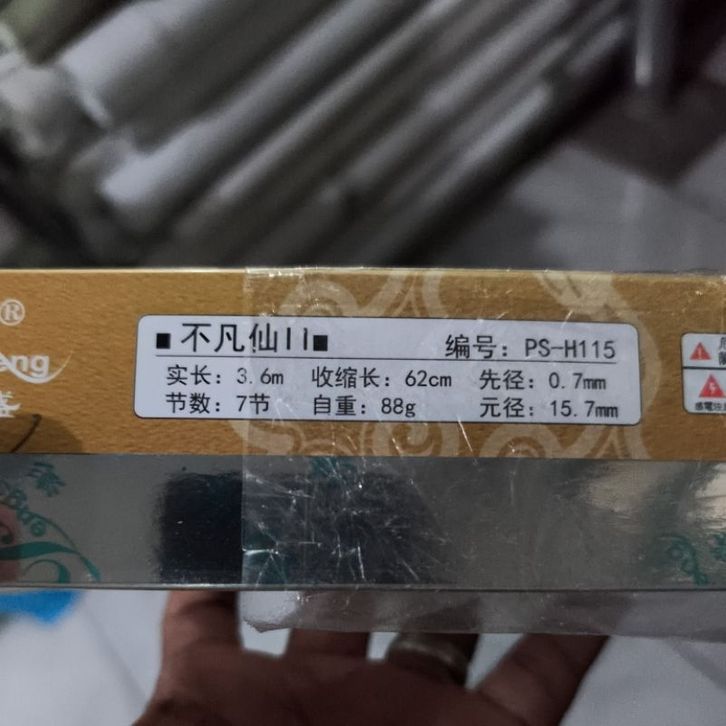 ®
eng
■不凡仙II■ 编号：PS-H115
实长：3.6m 收缩长：62cm 先径：0.7mm
节数：7节 自重：88g 元径：15.7mm